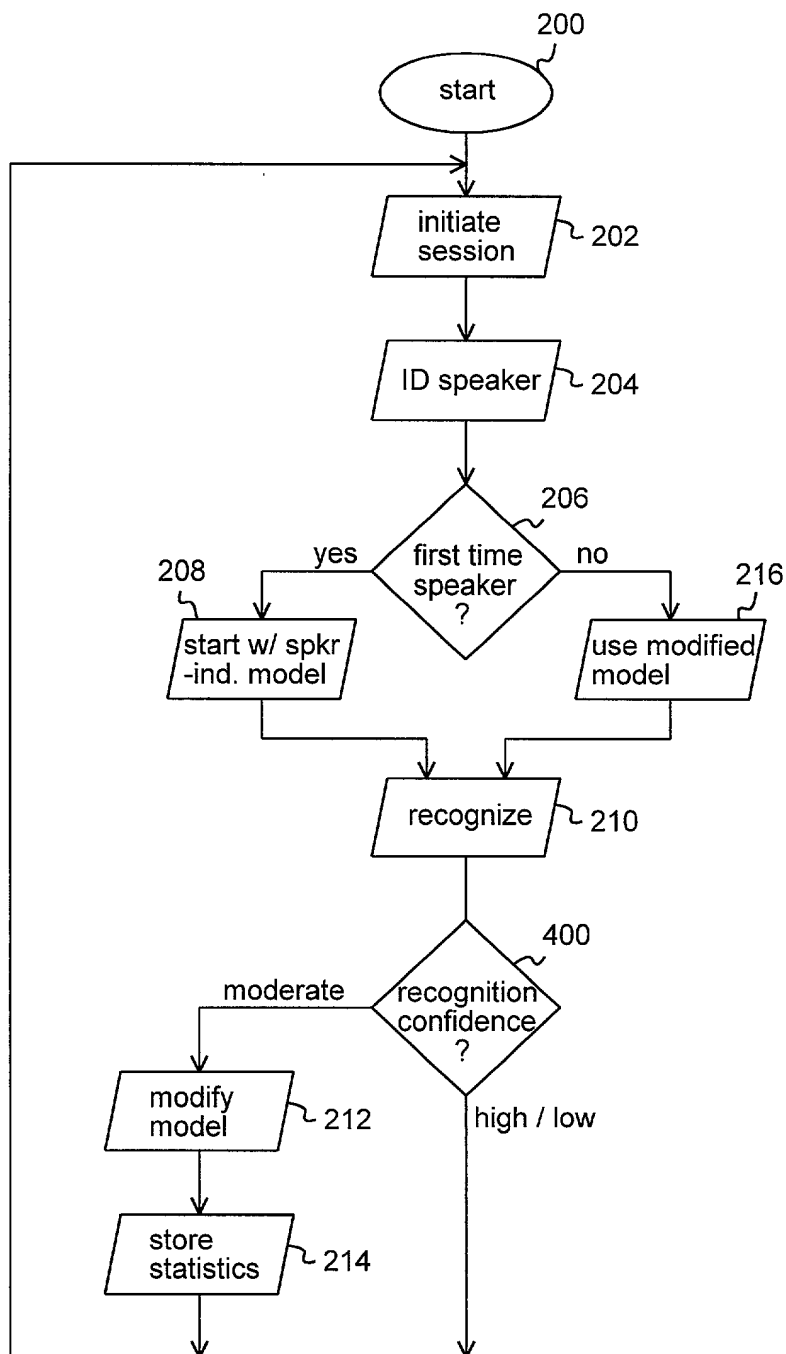 200
start
initiate
session
202
ID speaker
204
206
yes
first time
speaker
?
no
208
start w/ spkr
-ind. model
216
use modified
model
recognize
210
400
moderate
recognition
confidence
?
modify
model
212
high / low
store
statistics
214